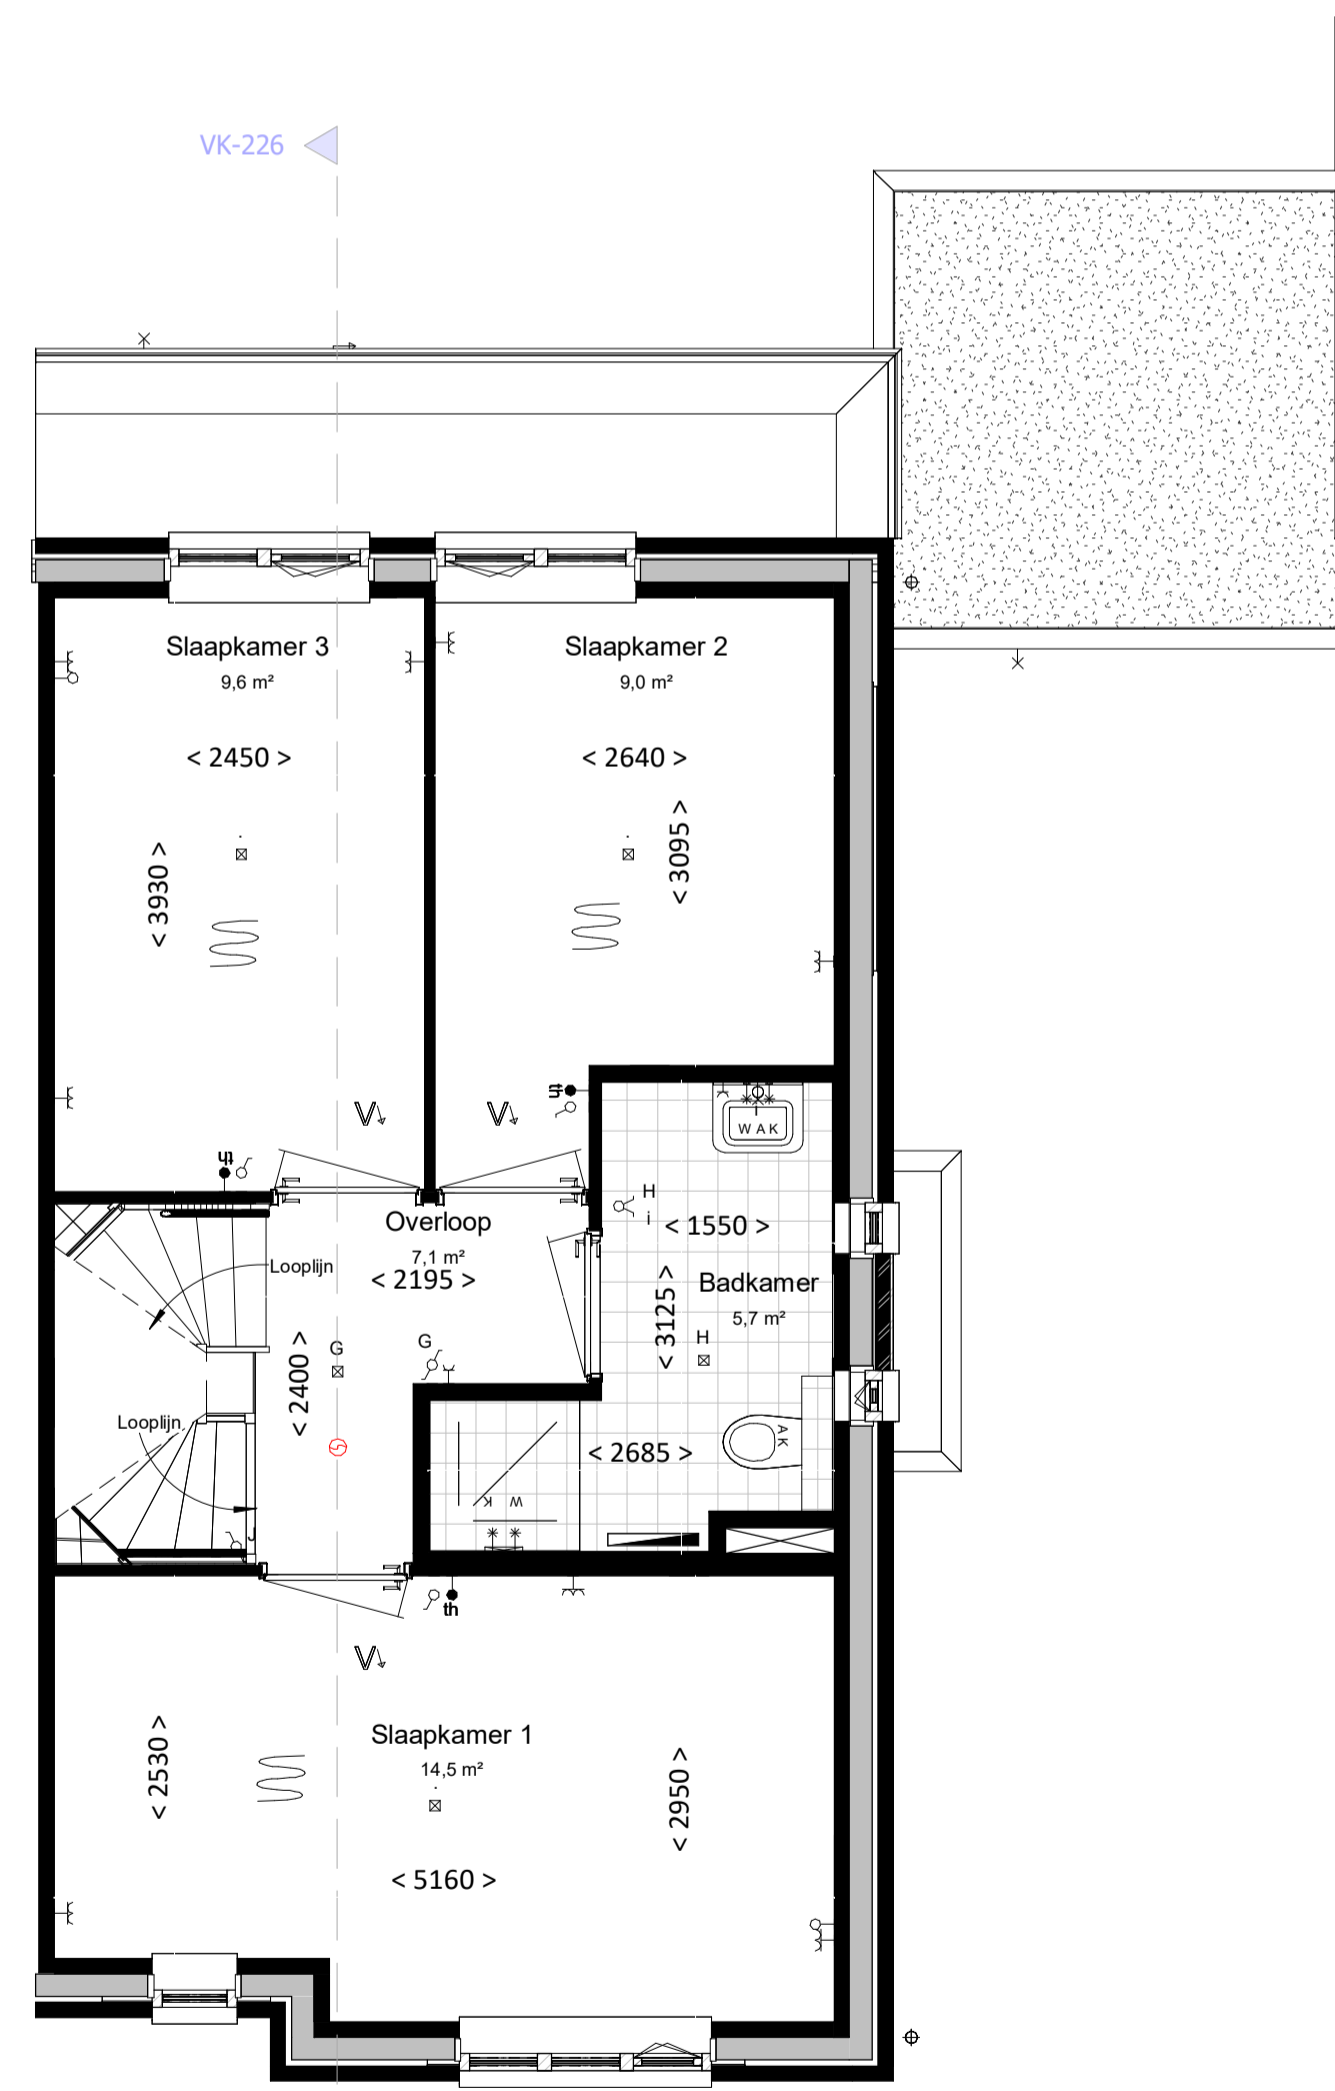 VK-226
Slaapkamer 3
9,6 m²
< 2450 >
< 3930 >
Slaapkamer 2
9,0 m²
< 2640 >
< 3095 >
th
th
W A K
H
i
< 1550 >
Overloop
7,1 m²
< 2195 >
Looplijn
Badkamer
5,7 m²
< 3125 >
H
G
G
< 2400 >
Looplijn
< 2685 >
A K
W K
th
Slaapkamer 1
14,5 m²
< 2530 >
< 2950 >
< 5160 >